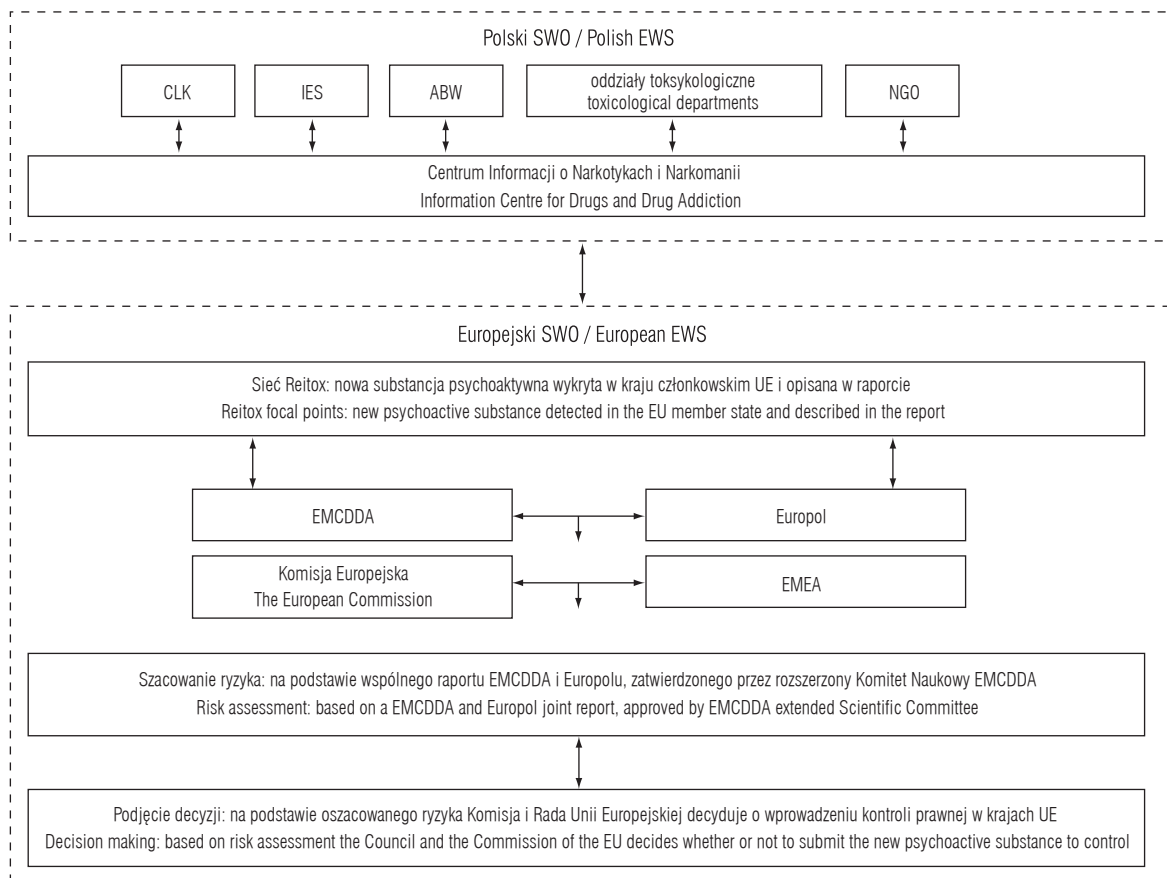 Polski SWO / Polish EWS
CLK
IES
ABW
oddziały toksykologiczne
toxicological departments
NGO
Centrum Informacji o Narkotykach i Narkomanii
Information Centre for Drugs and Drug Addiction
Europejski SWO / European EWS
Sieć Reitox: nowa substancja psychoaktywna wykryta w kraju członkowskim UE i opisana w raporcie
Reitox focal points: new psychoactive substance detected in the EU member state and described in the report
EMCDDA
Europol
Komisja Europejska
The European Commission
EMEA
Szacowanie ryzyka: na podstawie wspólnego raportu EMCDDA i Europolu, zatwierdzonego przez rozszerzony Komitet Naukowy EMCDDA
Risk assessment: based on a EMCDDA and Europol joint report, approved by EMCDDA extended Scientific Committee
Podjęcie decyzji: na podstawie oszacowanego ryzyka Komisja i Rada Unii Europejskiej decyduje o wprowadzeniu kontroli prawnej w krajach UE
Decision making: based on risk assessment the Council and the Commission of the EU decides whether or not to submit the new psychoactive substance to control